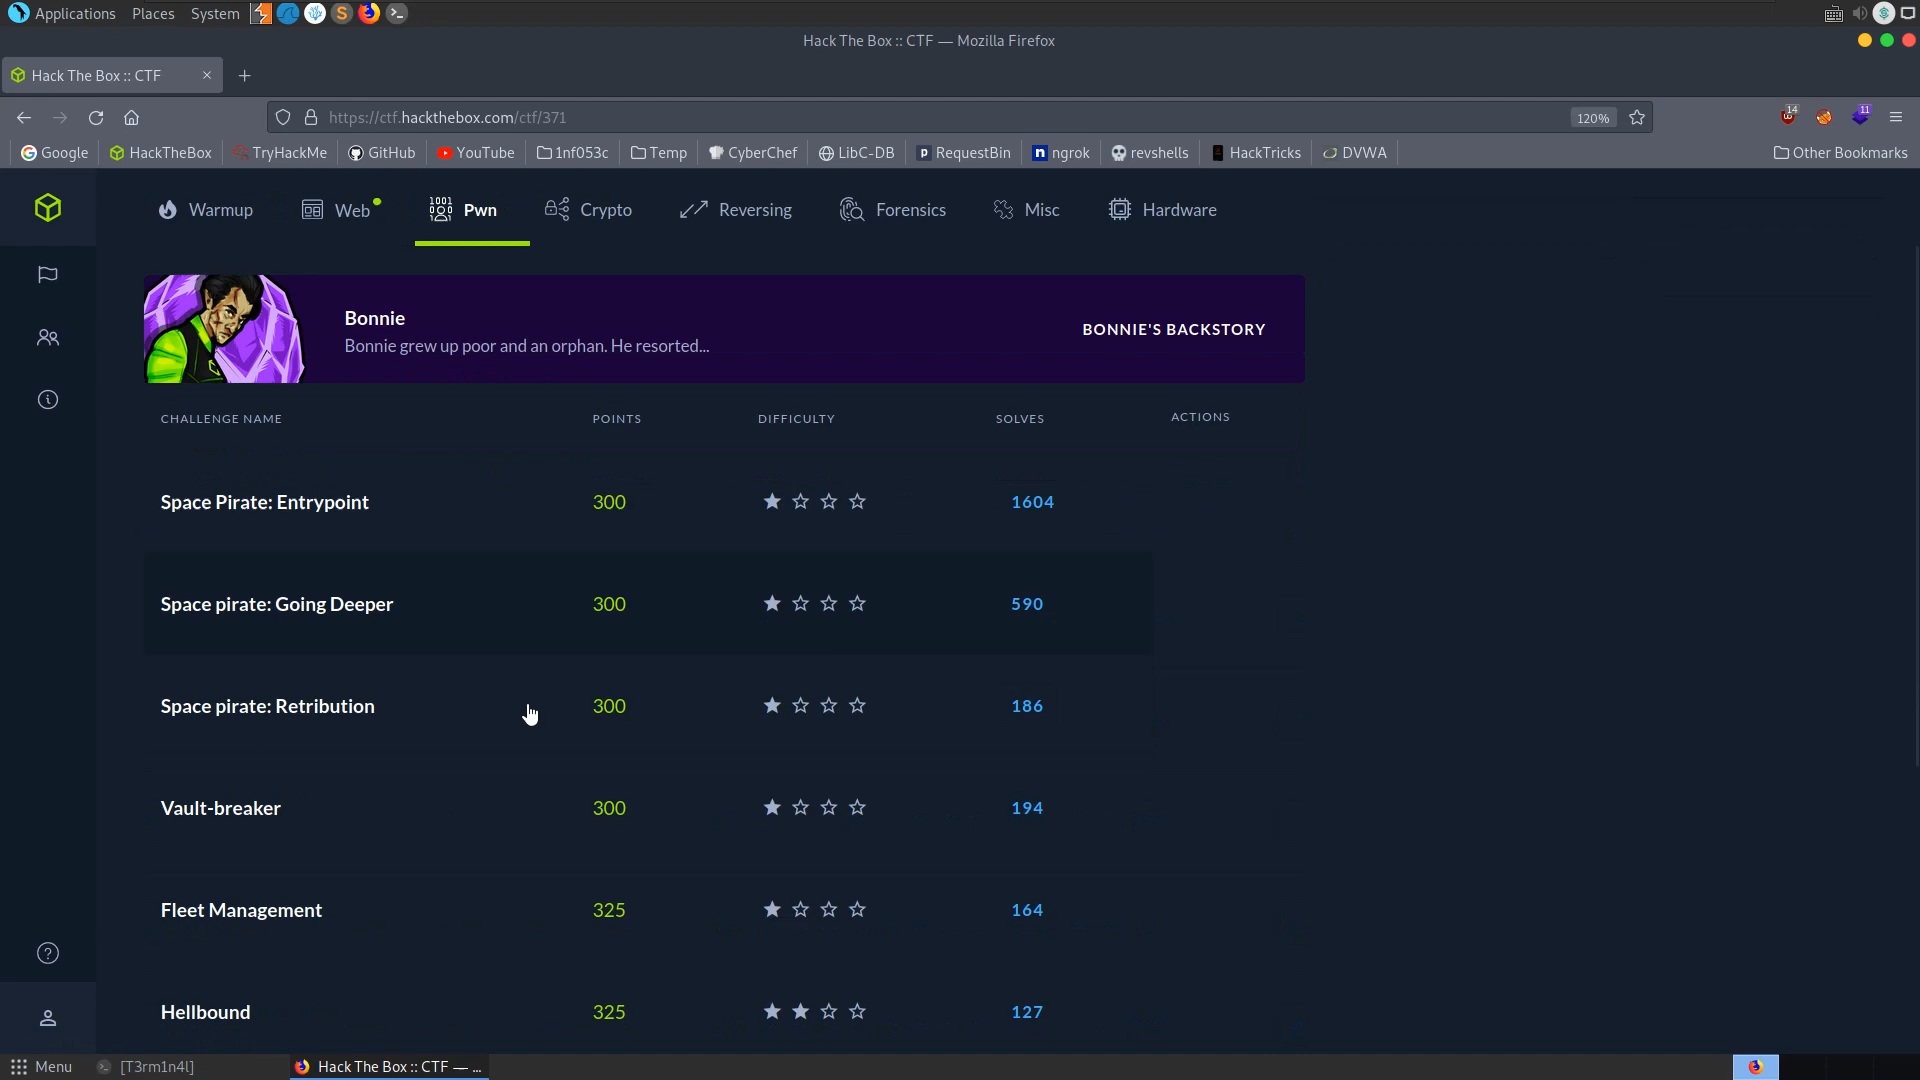 Applications Places System
Hack The Box :: CTF — Mozilla Firefox
Hack The Box :: CTF
https://ctf.hackthebox.com/ctf/371 120% 14 11
Google HackTheBox TryHackMe GitHub YouTube 1nf053c Temp CyberChef LibC-DB RequestBin ngrok revshells HackTricks DVWA Other Bookmarks
Warmup Web Pwn Crypto Reversing Forensics Misc Hardware
Bonnie
Bonnie grew up poor and an orphan. He resorted...
BONNIE'S BACKSTORY
CHALLENGE NAME POINTS DIFFICULTY SOLVES ACTIONS
Space Pirate: Entrypoint 300 1604
Space pirate: Going Deeper 300 590
Space pirate: Retribution 300 186
Vault-breaker 300 194
Fleet Management 325 164
Hellbound 325 127
Menu [T3rm1n4l] Hack The Box :: CTF — ...